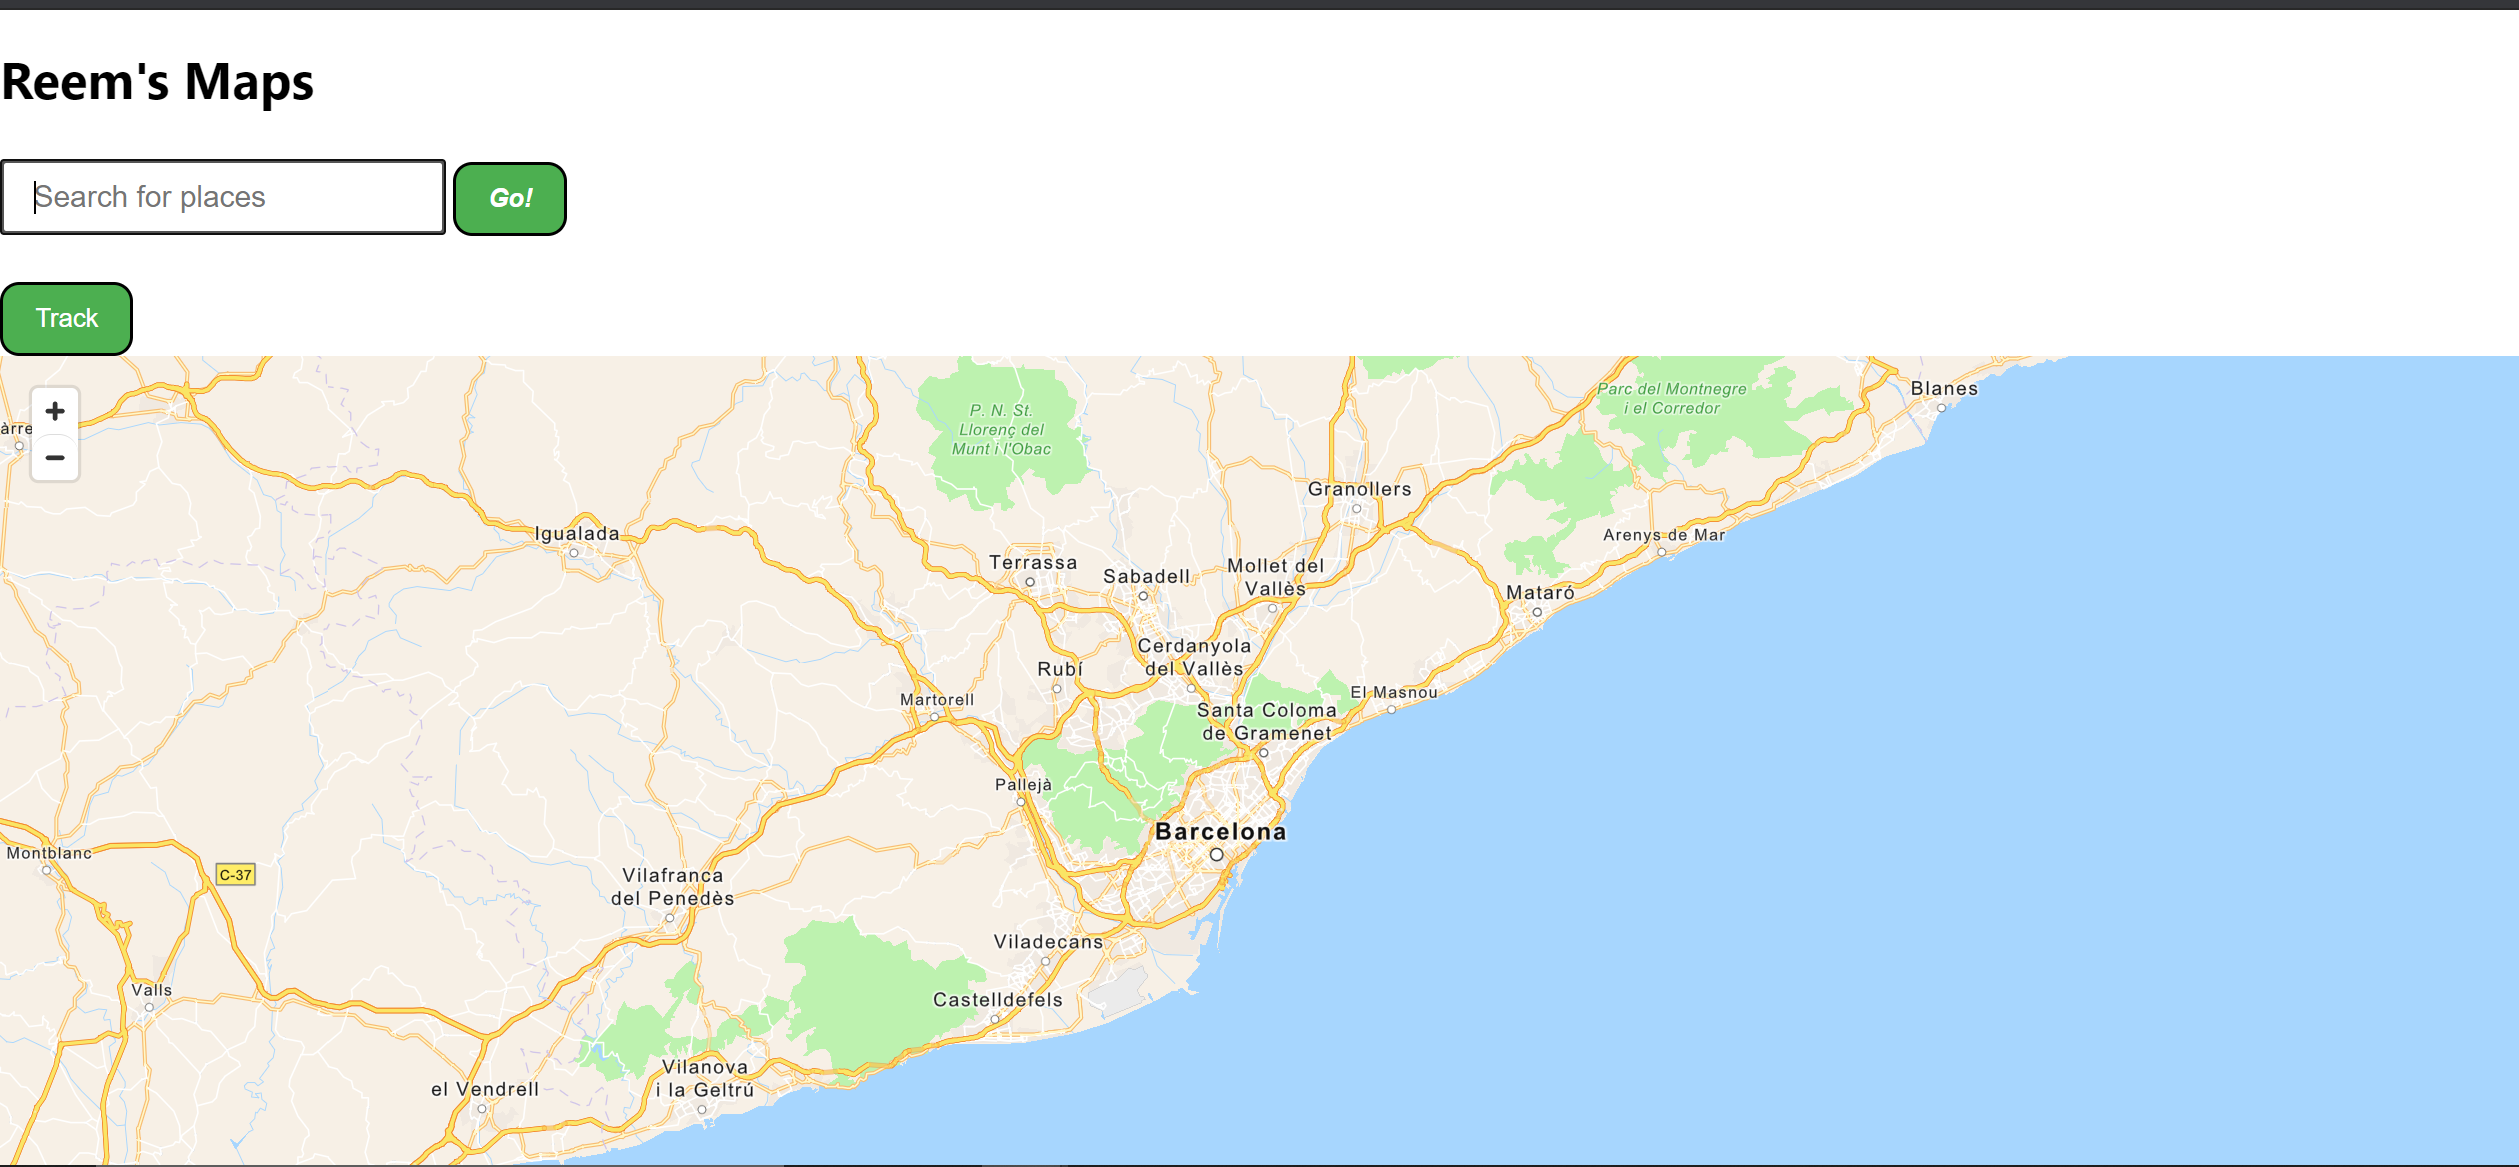 Reem's Maps
Search for places
Go!
Track
+
−
àrre
P. N. St.
Llorenç del
Munt i l'Obac
Parc del Montnegre
i el Corredor
Blanes
Granollers
Igualada
Arenys de Mar
Terrassa
Sabadell
Mollet del
Vallès
Mataró
Cerdanyola
del Vallès
Rubí
Martorell
El Masnou
Santa Coloma
de Gramenet
Pallejà
Barcelona
Montblanc
C-37
Vilafranca
del Penedès
Viladecans
Valls
Castelldefels
Vilanova
i la Geltrú
el Vendrell